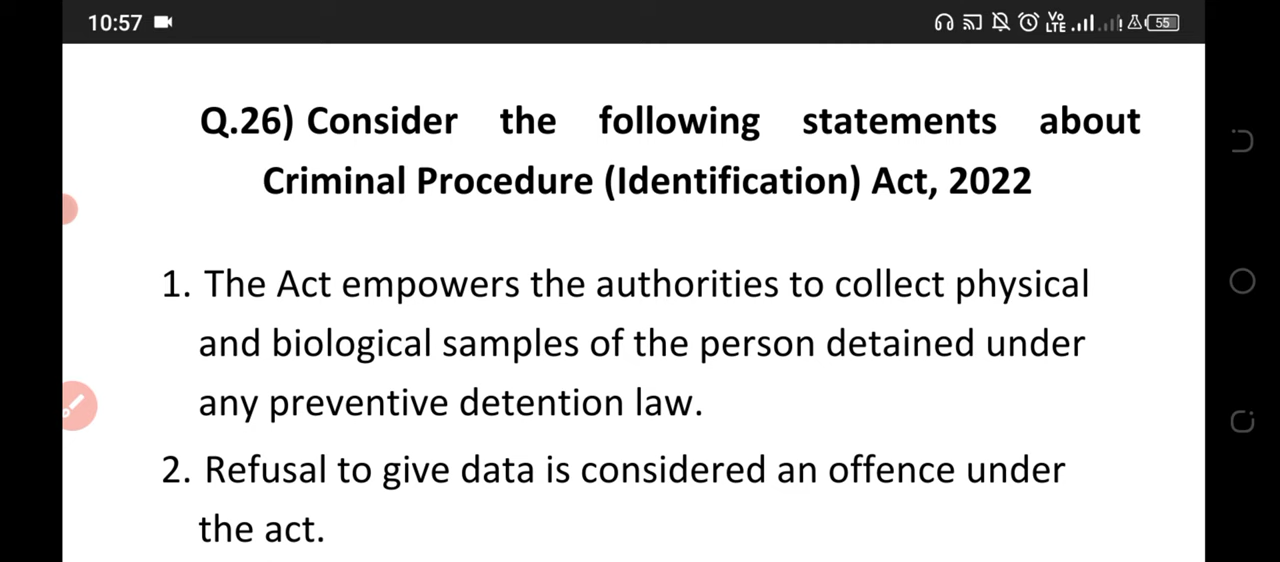 10:57
Vo
LTE
55
Q.26) Consider the following statements about
Criminal Procedure (Identification) Act, 2022
1. The Act empowers the authorities to collect physical
and biological samples of the person detained under
any preventive detention law.
2. Refusal to give data is considered an offence under
the act.